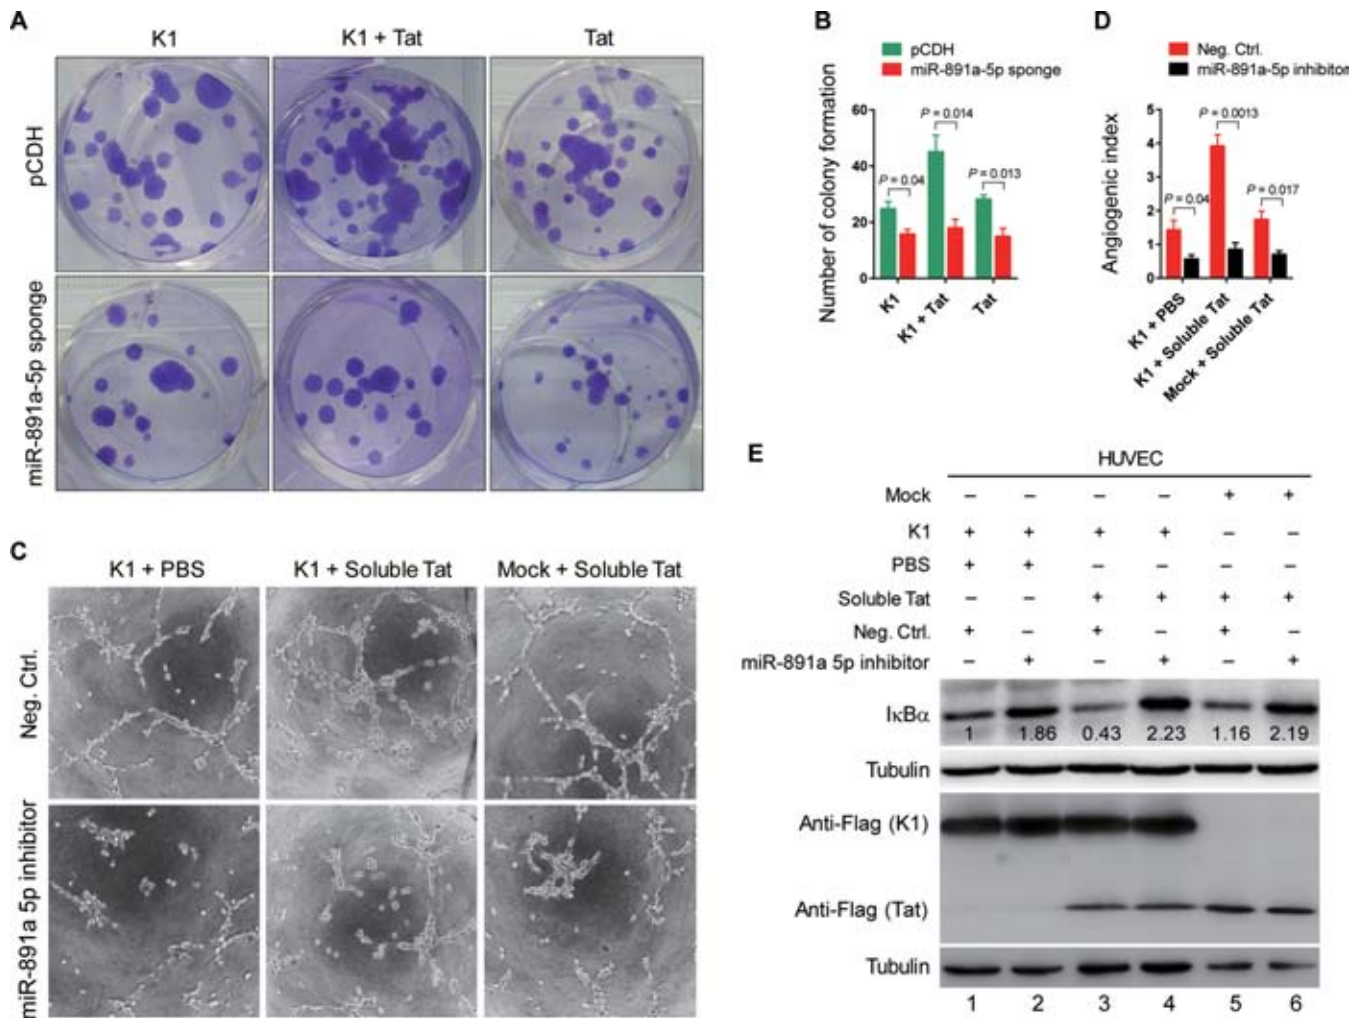 A
K1
K1 + Tat
Tat
pCDH
miR-891a-5p sponge
B
pCDH
miR-891a-5p sponge
Number of colony formation
60
40
20
0
P = 0.04
P = 0.014
P = 0.013
K1
K1 + Tat
Tat
D
Neg. Ctrl.
miR-891a-5p inhibitor
Angiogenic index
5
4
3
2
1
0
P = 0.04
P = 0.0013
P = 0.017
K1 + PBS
K1 + Soluble Tat
Mock + Soluble Tat
C
K1 + PBS
K1 + Soluble Tat
Mock + Soluble Tat
Neg. Ctrl.
miR-891a 5p inhibitor
E
HUVEC
Mock – – – – + +
K1 + + + + – –
PBS + + – – – –
Soluble Tat – – + + + +
Neg. Ctrl. + – + – + –
miR-891a 5p inhibitor – + – + – +
IκBα
1 1.86 0.43 2.23 1.16 2.19
Tubulin
Anti-Flag (K1)
Anti-Flag (Tat)
Tubulin
1 2 3 4 5 6